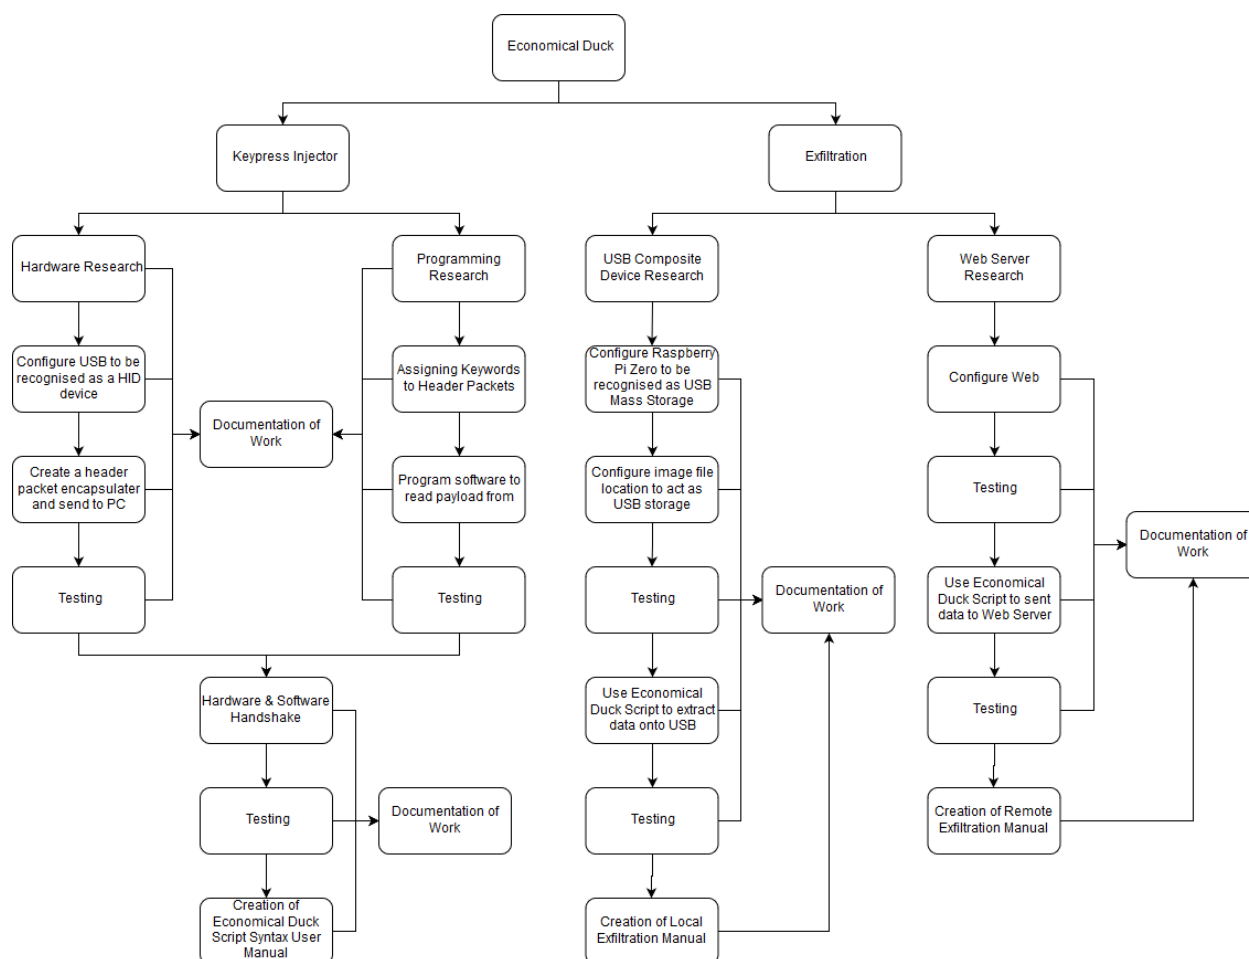 Economical Duck
Keypress Injector
Exfiltration
Hardware Research
Programming
Research
USB Composite
Device Research
Web Server
Research
Configure USB to be
recognised as a HID
device
Assigning Keywords
to Header Packets
Configure Raspberry
Pi Zero to be
recognised as USB
Mass Storage
Configure Web
Documentation of
Work
Create a header
packet encapsulater
and send to PC
Program software to
read payload from
Configure image file
location to act as
USB storage
Testing
Documentation of
Work
Testing
Testing
Testing
Documentation of
Work
Use Economical
Duck Script to sent
data to Web Server
Hardware & Software
Handshake
Use Economical
Duck Script to extract
data onto USB
Testing
Testing
Documentation of
Work
Testing
Creation of Remote
Exfiltration Manual
Creation of
Economical Duck
Script Syntax User
Manual
Creation of Local
Exfiltration Manual